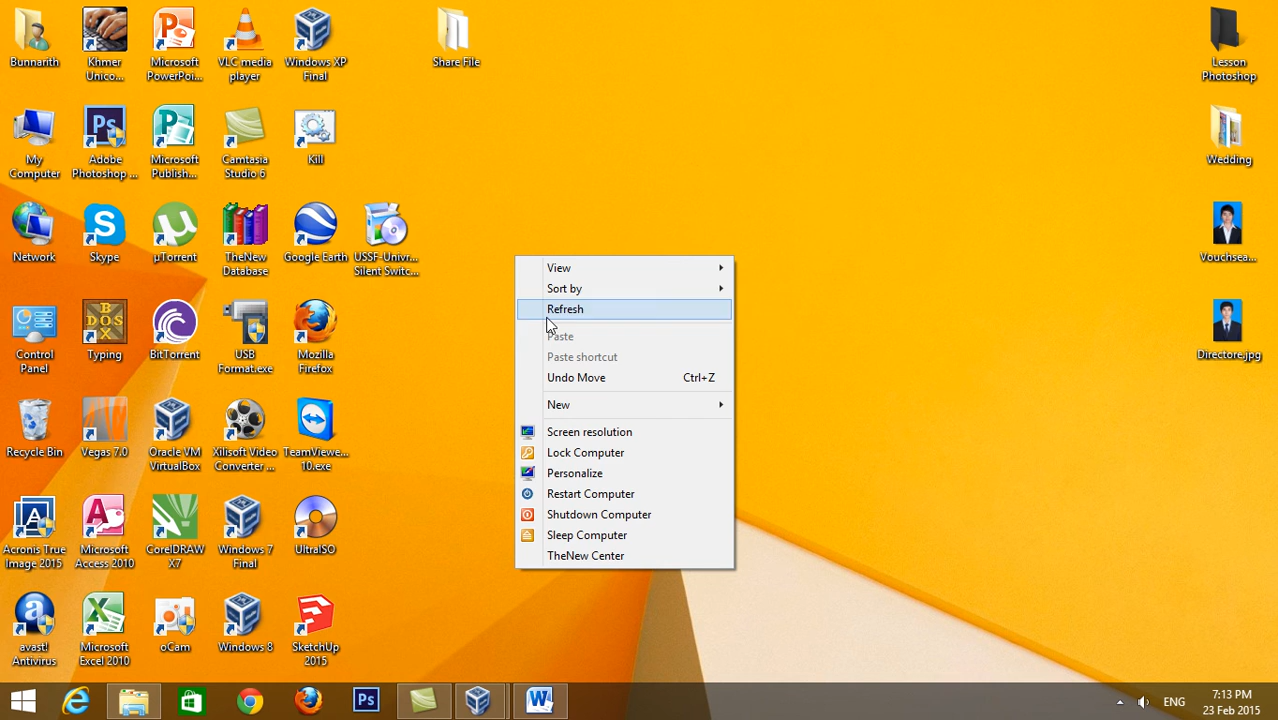 Bunnarith
Khmer
Unico...
Microsoft
PowerPoi...
VLC media
player
Windows XP
Final
Share File
Lesson
Photoshop
My
Computer
Adobe
Photoshop ...
Microsoft
Publish...
Camtasia
Studio 6
Kill
Wedding
Network
Skype
µTorrent
TheNew
Database
Google Earth
USSF-Univr...
Silent Switc...
Vouchsea...
Control
Panel
Typing
BitTorrent
USB
Format.exe
Mozilla
Firefox
Directore.jpg
Recycle Bin
Vegas 7.0
Oracle VM
VirtualBox
Xilisoft Video
Converter ...
TeamViewe...
10.exe
Acronis True
Image 2015
Microsoft
Access 2010
CorelDRAW
X7
Windows 7
Final
UltraISO
avast!
Antivirus
Microsoft
Excel 2010
oCam
Windows 8
SketchUp
2015
View
Sort by
Refresh
Paste
Paste shortcut
Undo Move Ctrl+Z
New
Screen resolution
Lock Computer
Personalize
Restart Computer
Shutdown Computer
Sleep Computer
TheNew Center
ENG
7:13 PM
23 Feb 2015